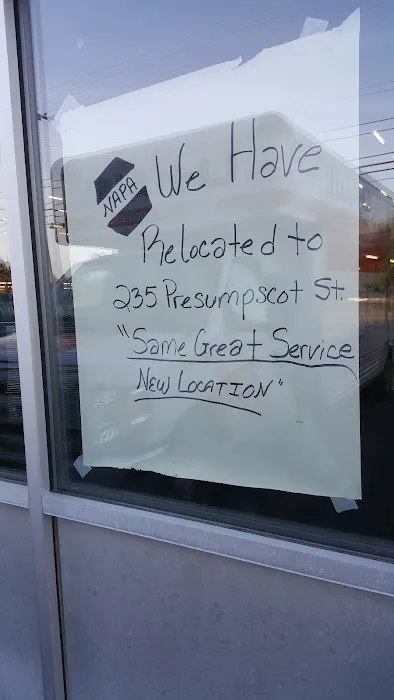 NAPA
We Have
Relocated to
235 Presumpscot St.
"Same Great Service
New Location"